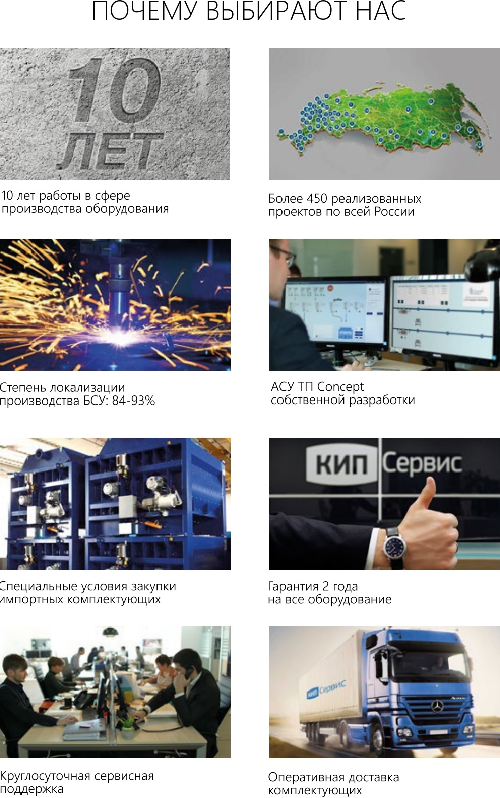 ПОЧЕМУ ВЫБИРАЮТ НАС
10
ЛЕТ
10 лет работы в сфере
производства оборудования
Более 450 реализованных
проектов по всей России
Степень локализации
производства БСУ: 84-93%
АСУ ТП Concept
собственной разработки
КИП Сервис
Специальные условия закупки
импортных комплектующих
Гарантия 2 года
на все оборудование
КИП Сервис
Круглосуточная сервисная
поддержка
Оперативная доставка
комплектующих